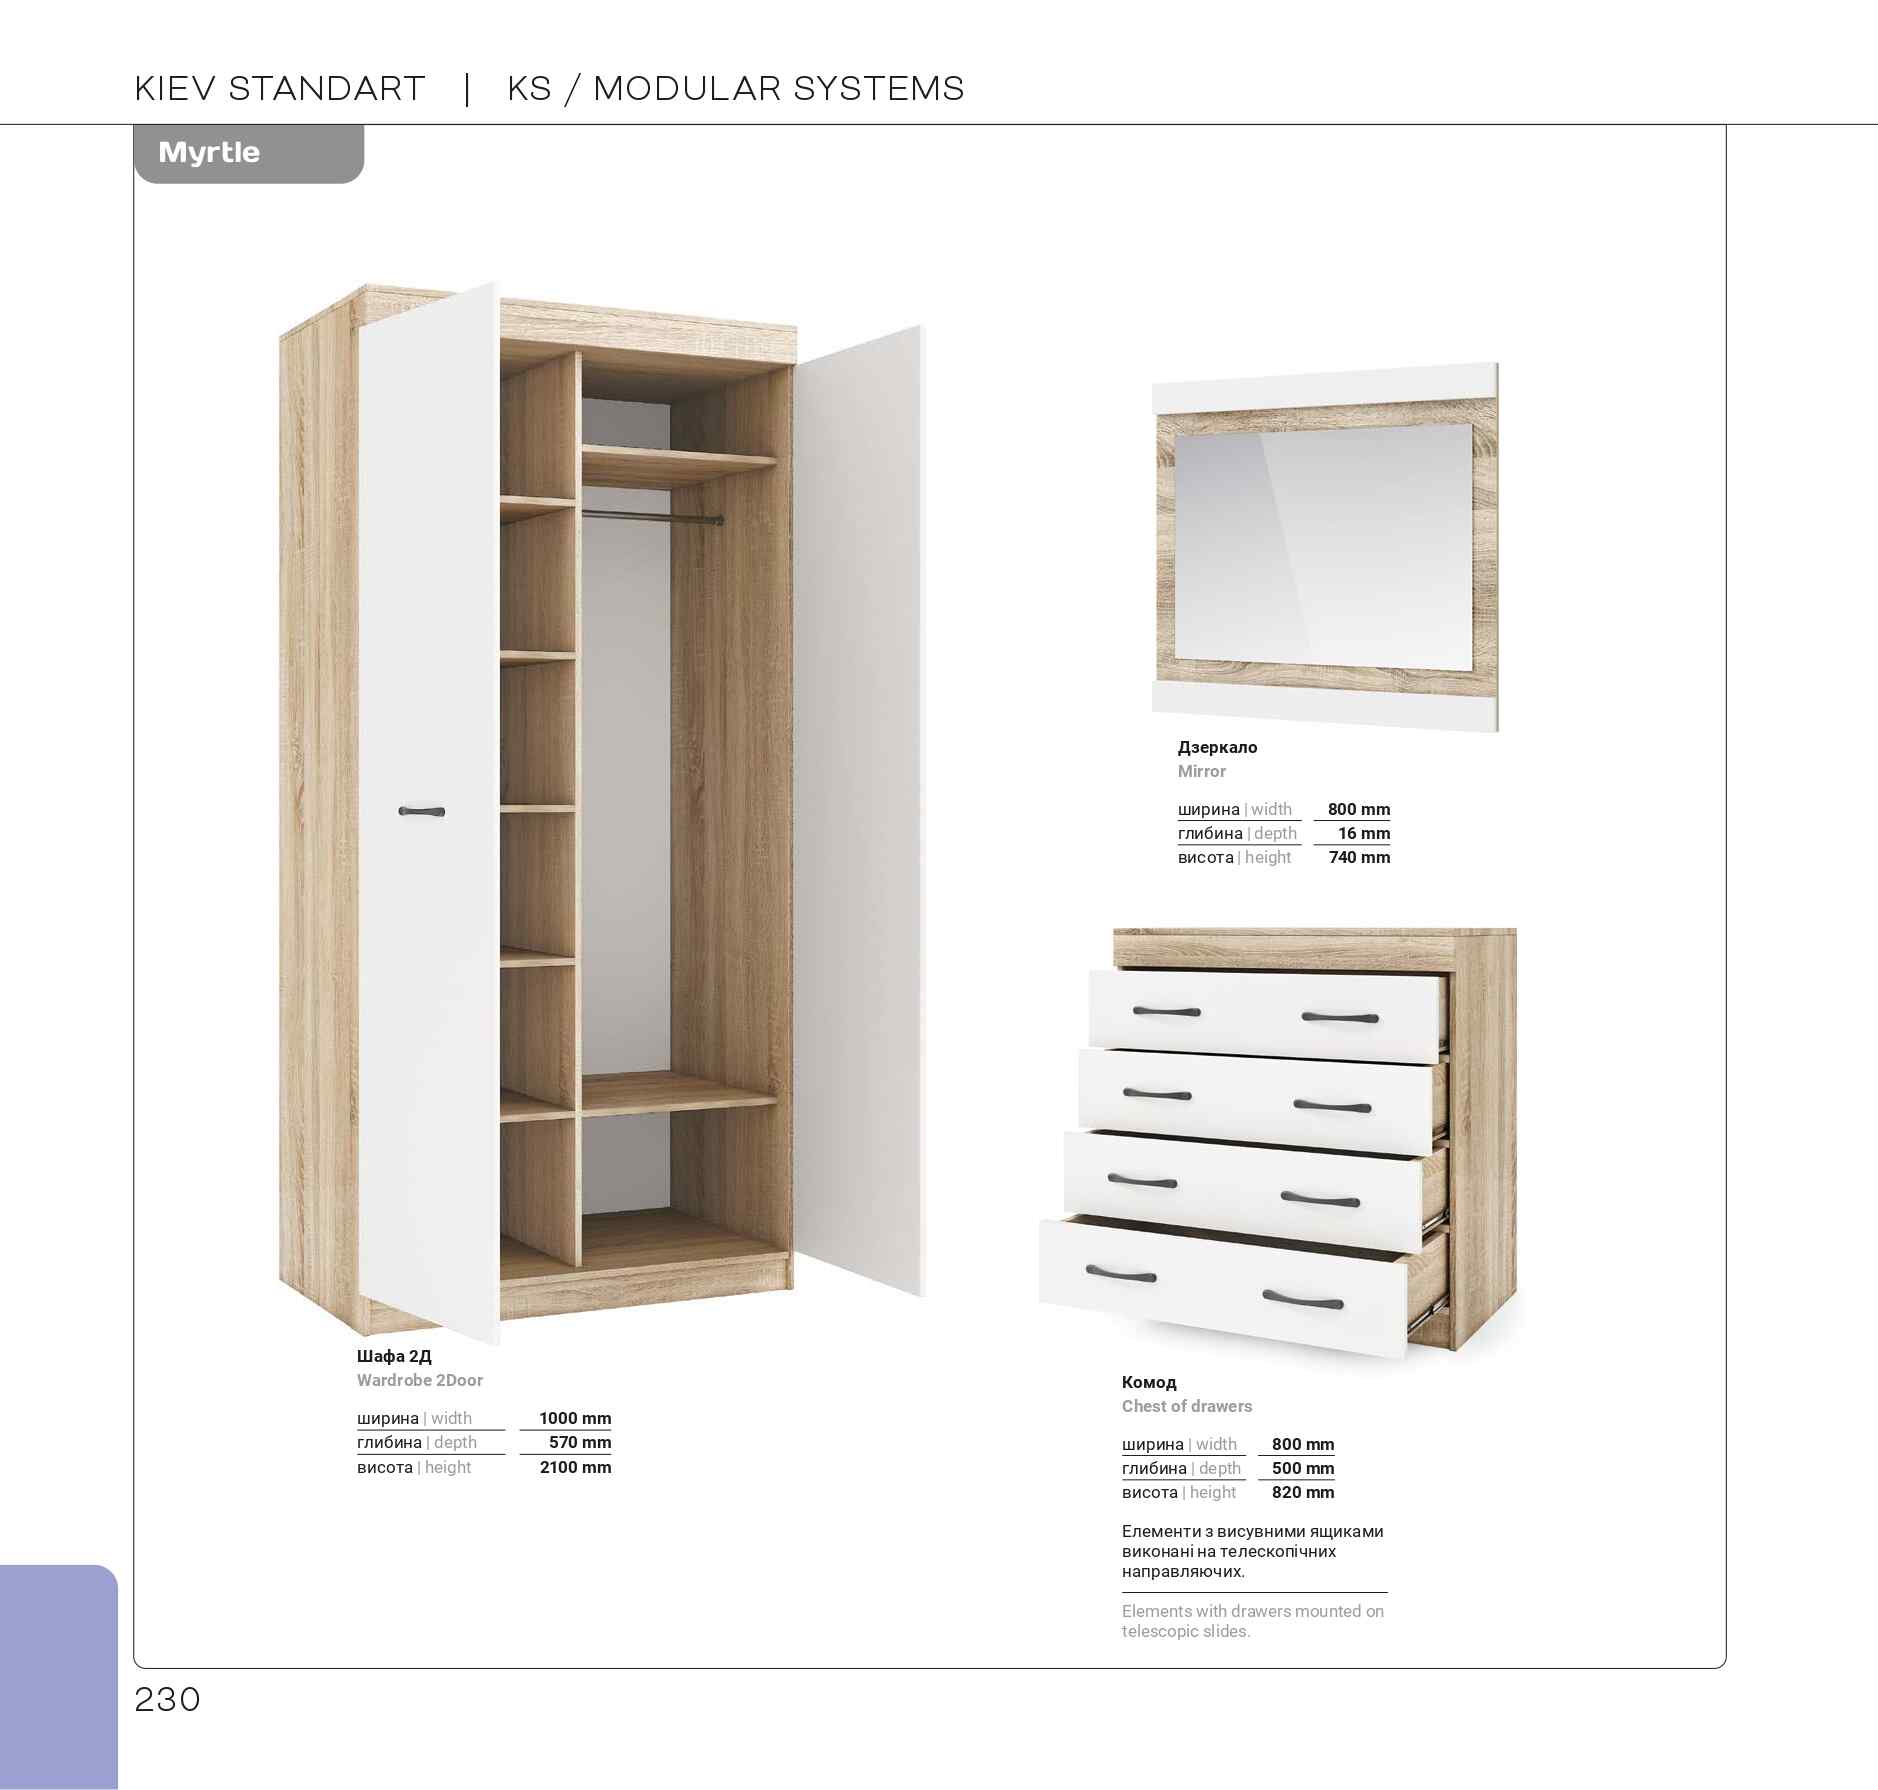 KIEV STANDART | KS / MODULAR SYSTEMS
Myrtle
Дзеркало
Mirror
ширина | width 800 mm
глибина | depth 16 mm
висота | height 740 mm
Шафа 2Д
Wardrobe 2Door
ширина | width 1000 mm
глибина | depth 570 mm
висота | height 2100 mm
Комод
Chest of drawers
ширина | width 800 mm
глибина | depth 500 mm
висота | height 820 mm
Елементи з висувними ящиками
виконані на телескопічних
направляючих.
Elements with drawers mounted on
telescopic slides.
230